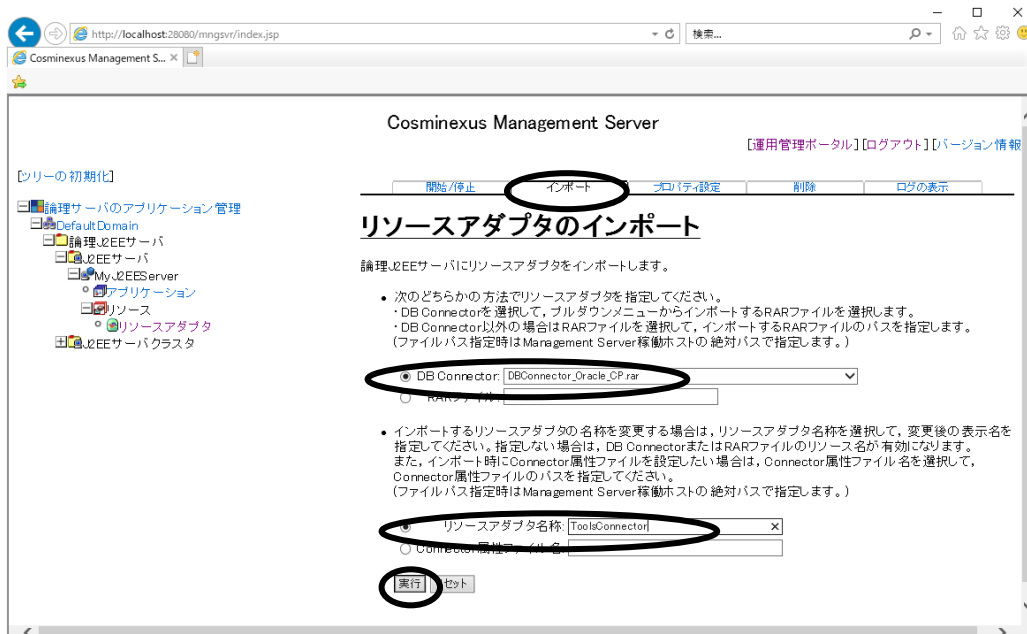 http://localhost:28080/mngsvr/index.jsp
検索...
Cosminexus Management S...
Cosminexus Management Server
[運用管理ポータル] [ログアウト] [バージョン情報
[ツリーの初期化]
開始/停止 インポート プロパティ設定 削除 ログの表示
論理サーバのアプリケーション管理
DefaultDomain
論理J2EEサーバ
J2EEサーバ
MyJ2EEServer
アプリケーション
リソース
リソースアダプタ
J2EEサーバクラスタ
リソースアダプタのインポート
論理J2EEサーバにリソースアダプタをインポートします。
• 次のどちらかの方法でリソースアダプタを指定してください。
・DB Connectorを選択して，プルダウンメニューからインポートするRARファイルを選択します。
・DB Connector以外の場合はRARファイルを選択して，インポートするRARファイルのパスを指定します。
(ファイルパス指定時はManagement Server稼働ホストの絶対パスで指定します。)
DB Connector: DBConnector_Oracle_CP.rar
RARファイル:
• インポートするリソースアダプタの名称を変更する場合は，リソースアダプタ名称を選択して，変更後の表示名を
指定してください。指定しない場合は，DB ConnectorまたはRARファイルのリソース名が有効になります。
また，インポート時にConnector属性ファイルを設定したい場合は，Connector属性ファイル名を選択して，
Connector属性ファイルのパスを指定してください。
(ファイルパス指定時はManagement Server稼働ホストの絶対パスで指定します。)
リソースアダプタ名称: ToolsConnector
Connector属性ファイル名:
実行 セット